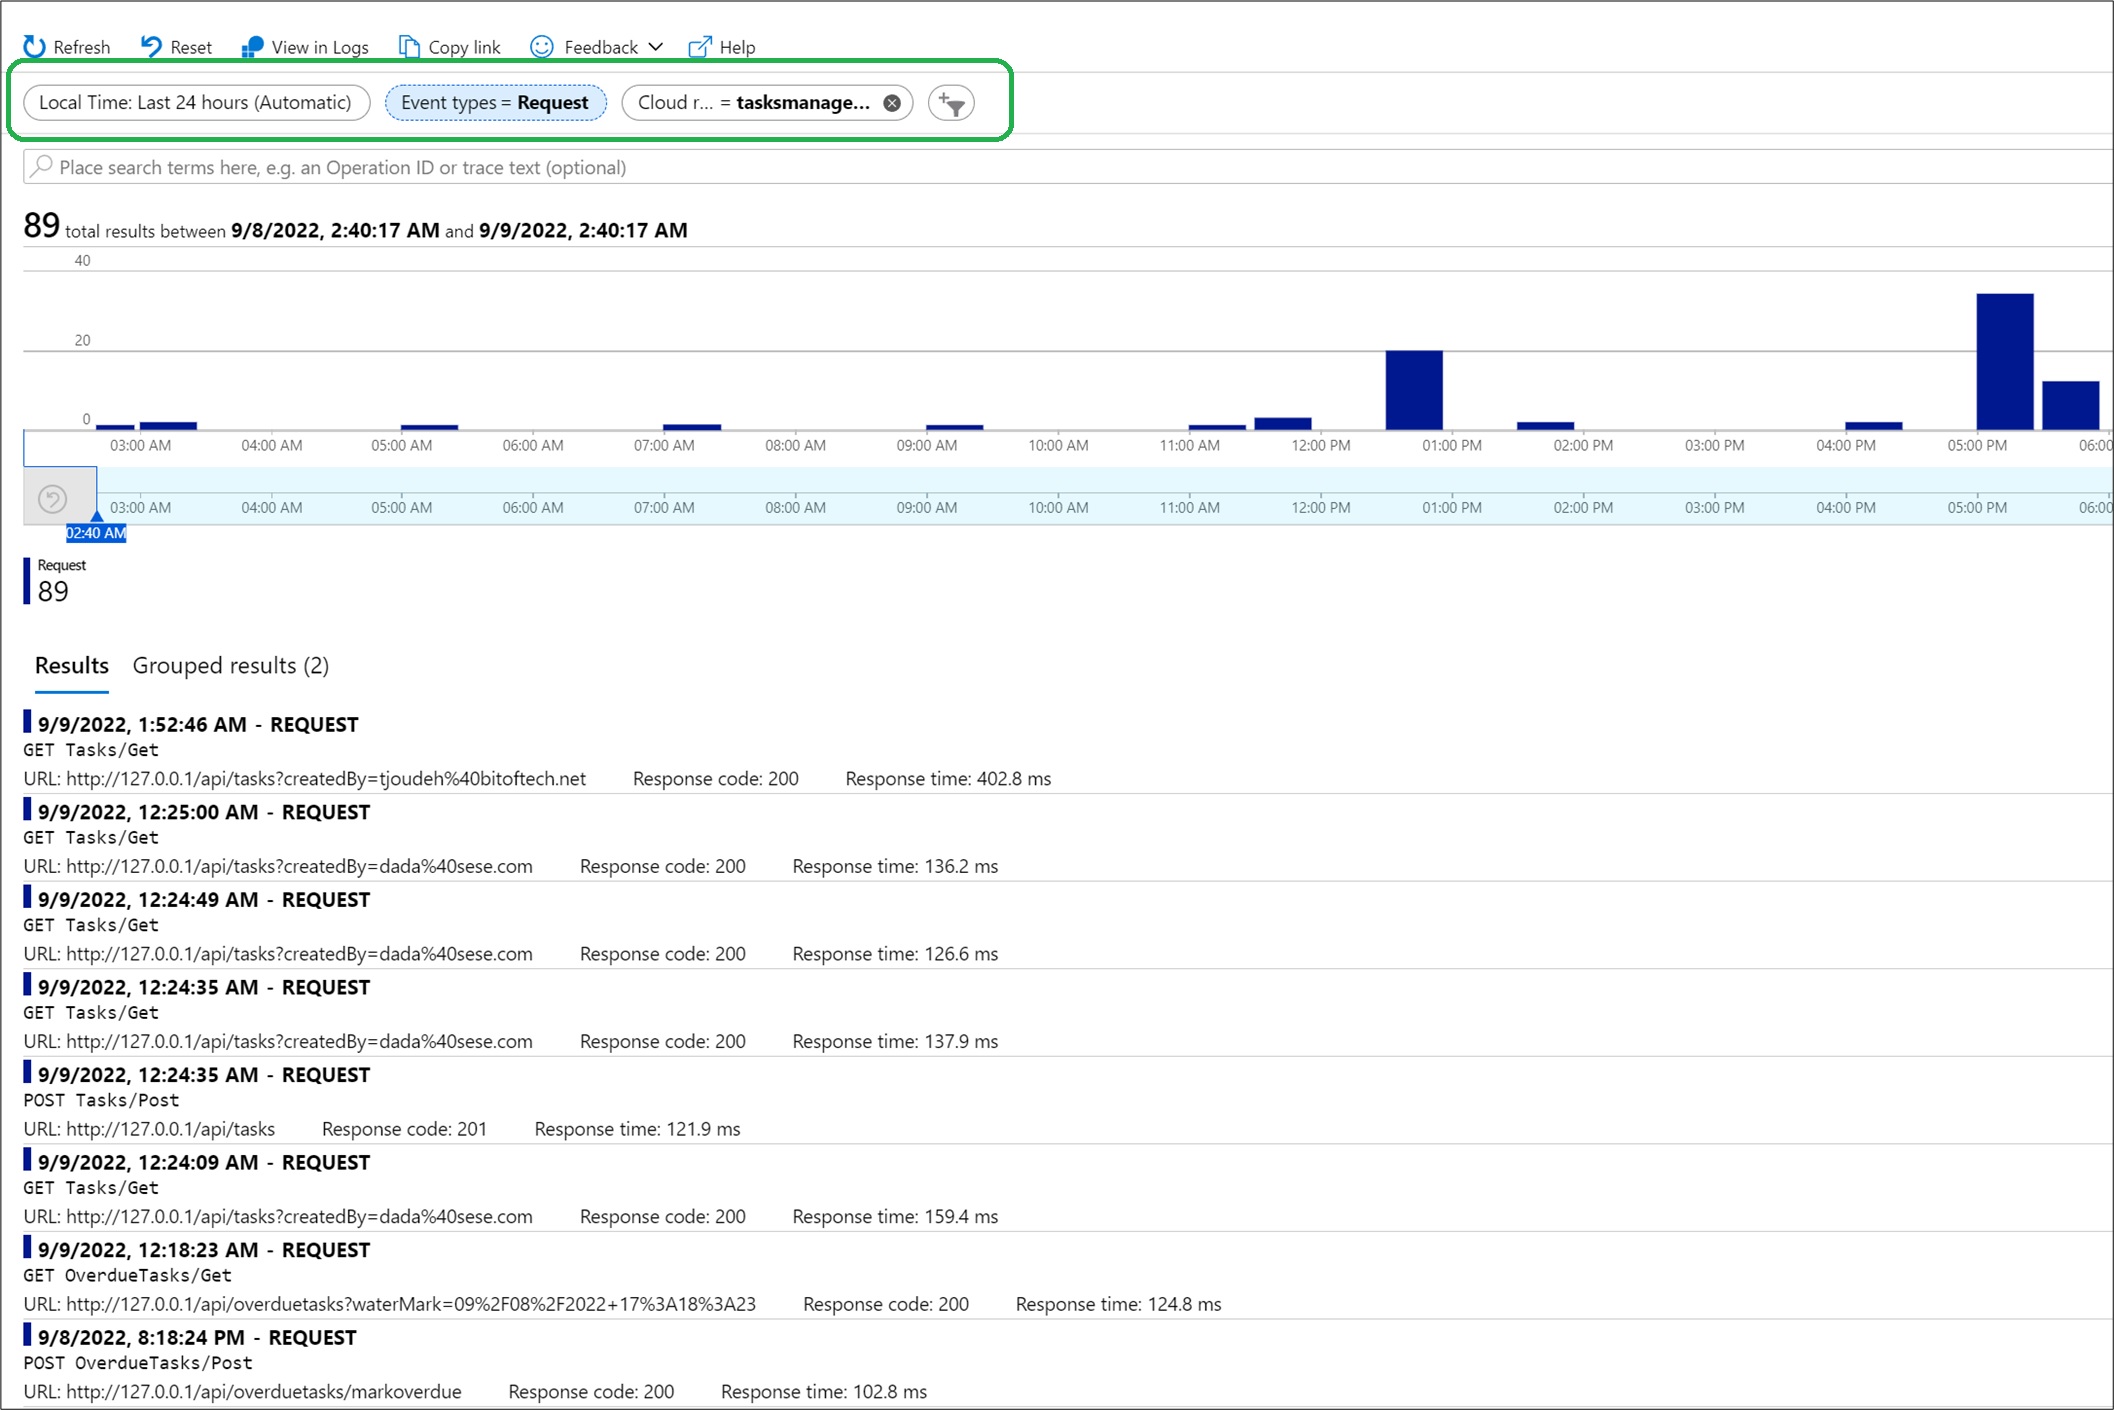 Refresh Reset View in Logs Copy link Feedback Help
Local Time: Last 24 hours (Automatic) Event types = Request Cloud r... = tasksmanage...
Place search terms here, e.g. an Operation ID or trace text (optional)
89 total results between 9/8/2022, 2:40:17 AM and 9/9/2022, 2:40:17 AM
40
20
0
03:00 AM 04:00 AM 05:00 AM 06:00 AM 07:00 AM 08:00 AM 09:00 AM 10:00 AM 11:00 AM 12:00 PM 01:00 PM 02:00 PM 03:00 PM 04:00 PM 05:00 PM 06:00
03:00 AM 04:00 AM 05:00 AM 06:00 AM 07:00 AM 08:00 AM 09:00 AM 10:00 AM 11:00 AM 12:00 PM 01:00 PM 02:00 PM 03:00 PM 04:00 PM 05:00 PM 06:00
02:40 AM
Request
89
Results Grouped results (2)
9/9/2022, 1:52:46 AM - REQUEST
GET Tasks/Get
URL: http://127.0.0.1/api/tasks?createdBy=tjoudeh%40bitoftech.net Response code: 200 Response time: 402.8 ms
9/9/2022, 12:25:00 AM - REQUEST
GET Tasks/Get
URL: http://127.0.0.1/api/tasks?createdBy=dada%40sese.com Response code: 200 Response time: 136.2 ms
9/9/2022, 12:24:49 AM - REQUEST
GET Tasks/Get
URL: http://127.0.0.1/api/tasks?createdBy=dada%40sese.com Response code: 200 Response time: 126.6 ms
9/9/2022, 12:24:35 AM - REQUEST
GET Tasks/Get
URL: http://127.0.0.1/api/tasks?createdBy=dada%40sese.com Response code: 200 Response time: 137.9 ms
9/9/2022, 12:24:35 AM - REQUEST
POST Tasks/Post
URL: http://127.0.0.1/api/tasks Response code: 201 Response time: 121.9 ms
9/9/2022, 12:24:09 AM - REQUEST
GET Tasks/Get
URL: http://127.0.0.1/api/tasks?createdBy=dada%40sese.com Response code: 200 Response time: 159.4 ms
9/9/2022, 12:18:23 AM - REQUEST
GET OverdueTasks/Get
URL: http://127.0.0.1/api/overduetasks?waterMark=09%2F08%2F2022+17%3A18%3A23 Response code: 200 Response time: 124.8 ms
9/8/2022, 8:18:24 PM - REQUEST
POST OverdueTasks/Post
URL: http://127.0.0.1/api/overduetasks/markoverdue Response code: 200 Response time: 102.8 ms